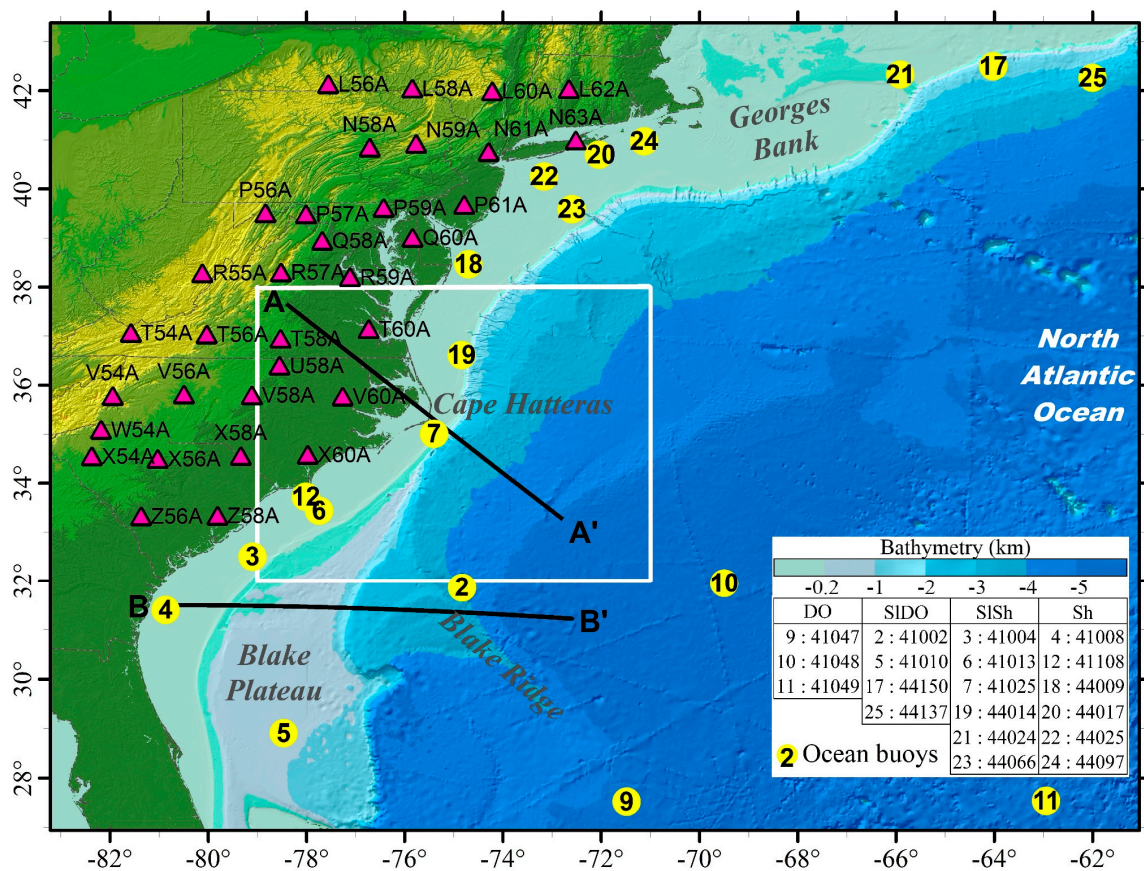 42°
40°
38°
36°
34°
32°
30°
28°
L56A
L58A
L60A
L62A
N58A
N59A
N61A
N63A
P56A
P57A
P59A
P61A
Q58A
Q60A
R55A
R57A
R59A
T54A
T56A
T58A
T60A
U58A
V54A
V56A
V58A
V60A
W54A
X54A
X56A
X58A
X60A
Z56A
Z58A
21
17
25
24
20
22
23
18
19
7
12
6
3
2
10
4
5
9
11
Georges
Bank
Cape Hatteras
North
Atlantic
Ocean
A
A'
B
B'
Blake
Plateau
Blake Ridge
Bathymetry (km)
-0.2 -1 -2 -3 -4 -5
DO SlDO SlSh Sh
9 : 41047 2 : 41002 3 : 41004 4 : 41008
10 : 41048 5 : 41010 6 : 41013 12 : 41108
11 : 41049 17 : 44150 7 : 41025 18 : 44009
25 : 44137 19 : 44014 20 : 44017
21 : 44024 22 : 44025
23 : 44066 24 : 44097
2 Ocean buoys
-82° -80° -78° -76° -74° -72° -70° -68° -66° -64° -62°